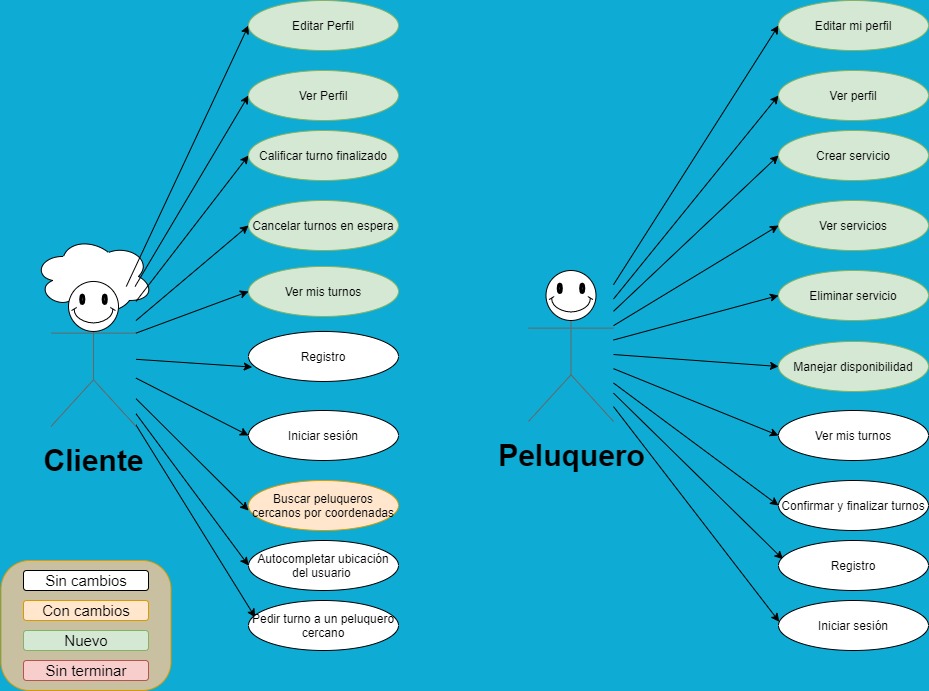 Editar Perfil
Ver Perfil
Calificar turno finalizado
Cancelar turnos en espera
Ver mis turnos
Registro
Iniciar sesión
Buscar peluqueros
cercanos por coordenadas
Autocompletar ubicación
del usuario
Pedir turno a un peluquero
cercano
Cliente
Sin cambios
Con cambios
Nuevo
Sin terminar
Editar mi perfil
Ver perfil
Crear servicio
Ver servicios
Eliminar servicio
Manejar disponibilidad
Ver mis turnos
Confirmar y finalizar turnos
Registro
Iniciar sesión
Peluquero